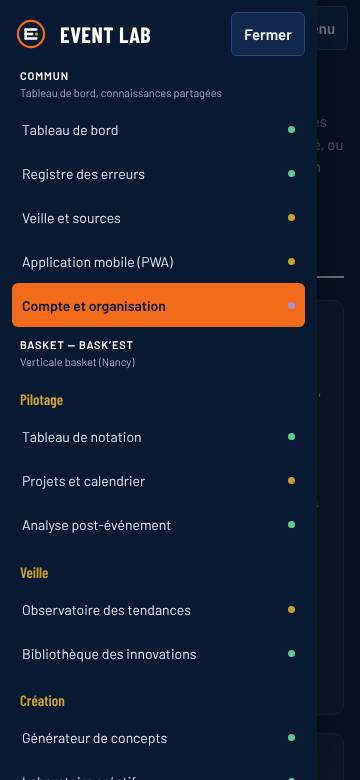 EVENT LAB
Fermer
COMMUN
Tableau de bord, connaissances partagées
Tableau de bord
Registre des erreurs
Veille et sources
Application mobile (PWA)
Compte et organisation
BASKET — BASK'EST
Verticale basket (Nancy)
Pilotage
Tableau de notation
Projets et calendrier
Analyse post-événement
Veille
Observatoire des tendances
Bibliothèque des innovations
Création
Générateur de concepts